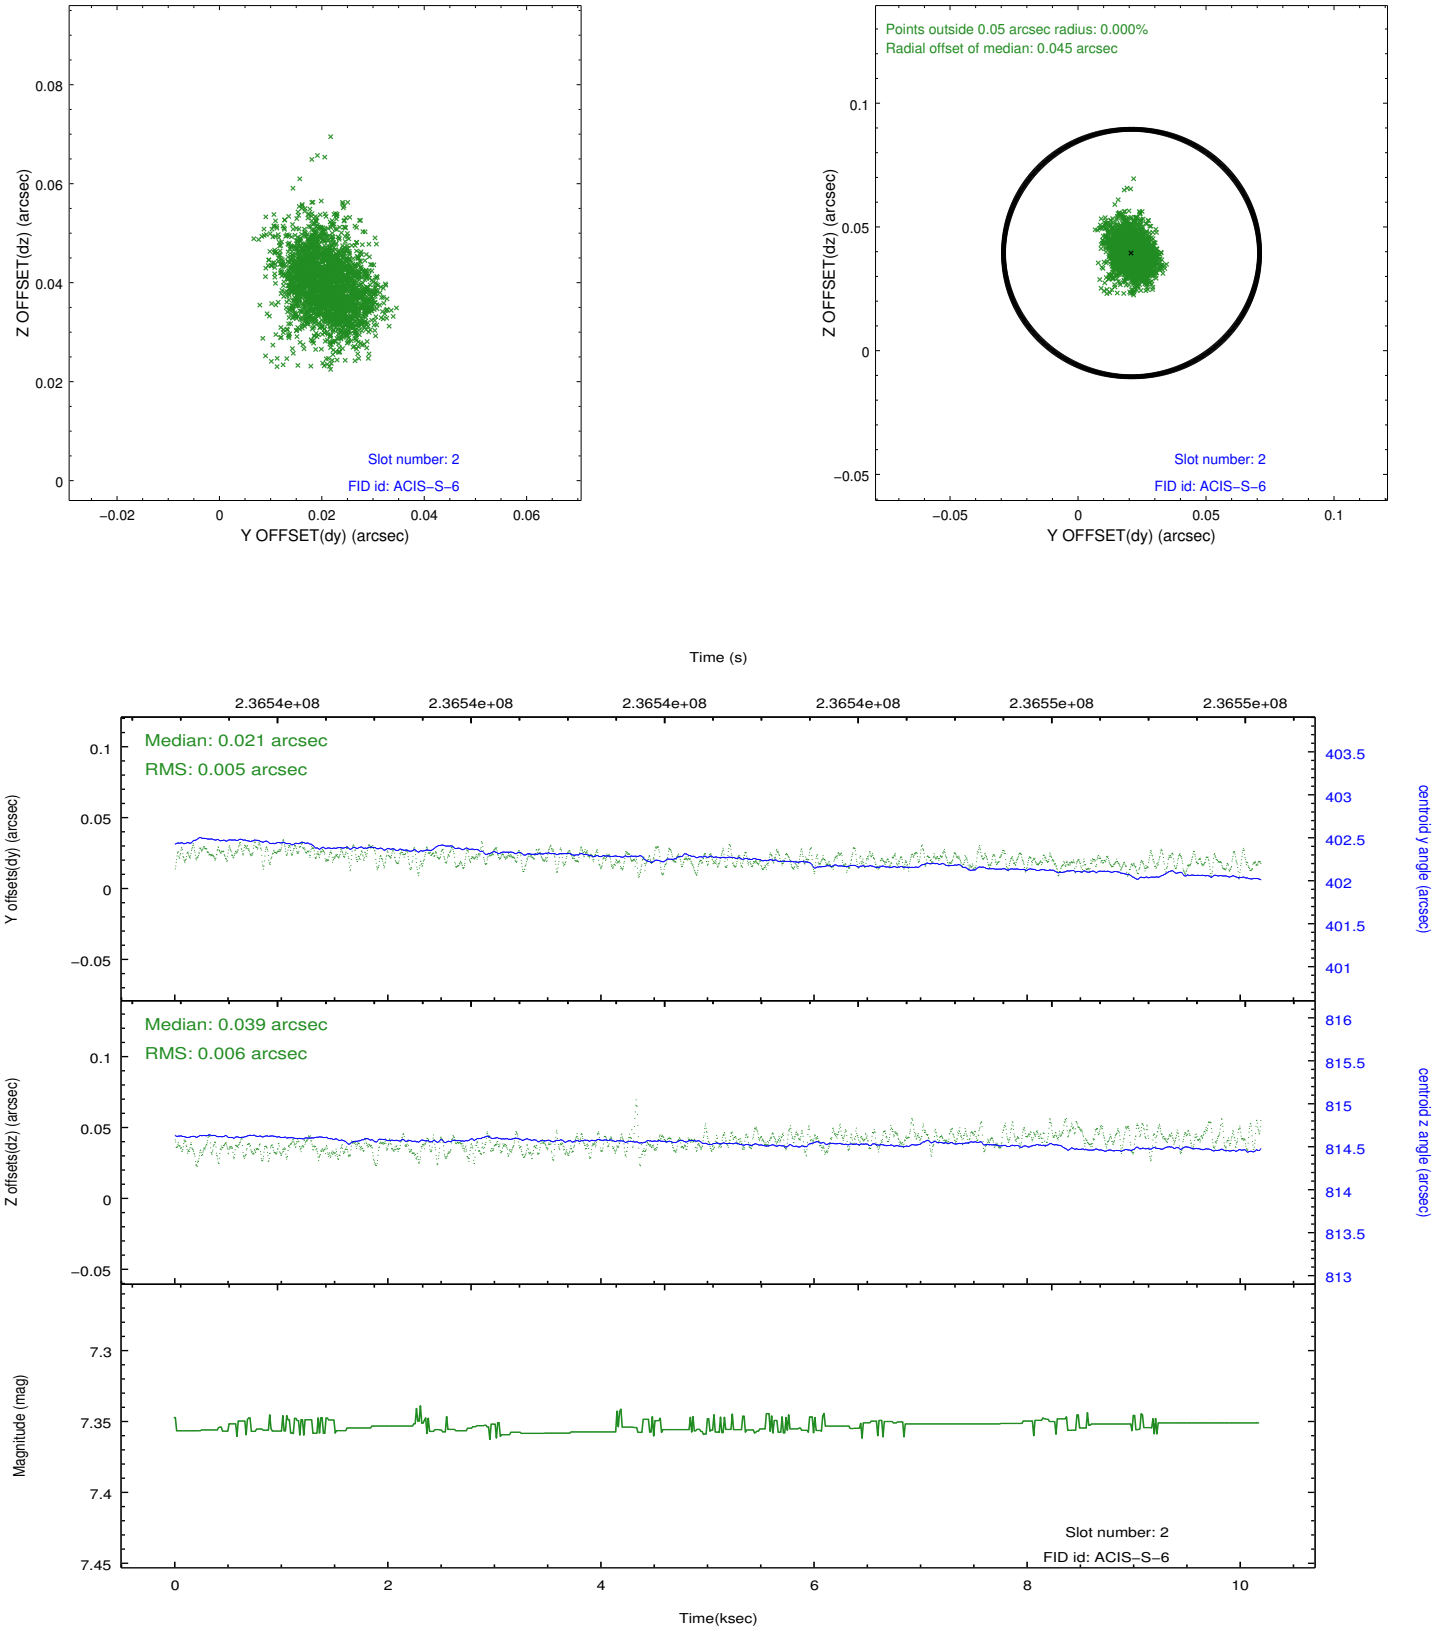 0.08
0.06
0.04
0.02
0
Z OFFSET(dz) (arcsec)
Slot number: 2
FID id: ACIS−S−6
−0.02 0 0.02 0.04 0.06
Y OFFSET(dy) (arcsec)
Points outside 0.05 arcsec radius: 0.000%
Radial offset of median: 0.045 arcsec
0.1
0.05
0
−0.05
Z OFFSET(dz) (arcsec)
Slot number: 2
FID id: ACIS−S−6
−0.05 0 0.05 0.1
Y OFFSET(dy) (arcsec)
Time (s)
2.3654e+08 2.3654e+08 2.3654e+08 2.3654e+08 2.3655e+08 2.3655e+08
Median: 0.021 arcsec
RMS: 0.005 arcsec
0.1
0.05
0
−0.05
Y offsets(dy) (arcsec)
403.5
403
402.5
402
401.5
401
centroid y angle (arcsec)
Median: 0.039 arcsec
RMS: 0.006 arcsec
0.1
0.05
0
−0.05
Z offsets(dz) (arcsec)
816
815.5
815
814.5
814
813.5
813
centroid z angle (arcsec)
7.3
7.35
7.4
7.45
Magnitude (mag)
Slot number: 2
FID id: ACIS−S−6
0 2 4 6 8 10
Time(ksec)